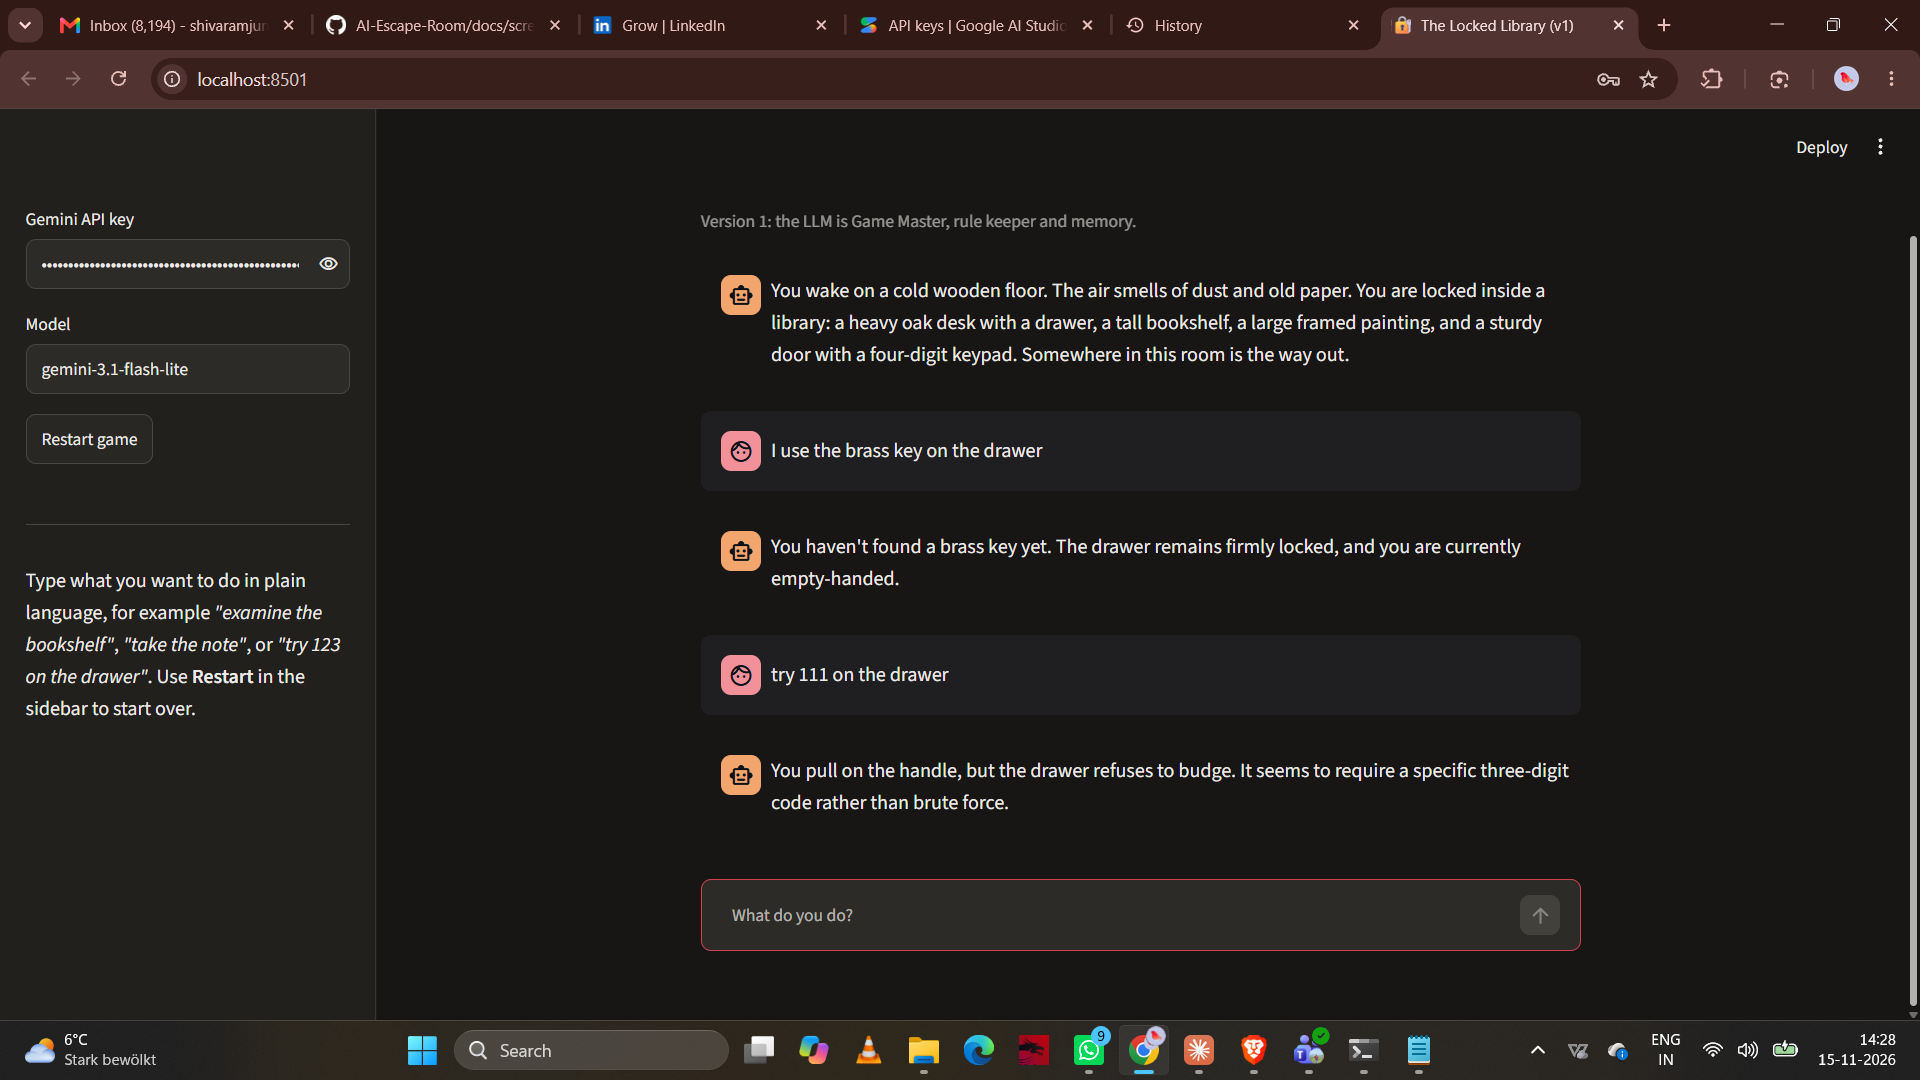 Inbox (8,194) - shivaramjun
AI-Escape-Room/docs/scre
Grow | LinkedIn
API keys | Google AI Studio
History
The Locked Library (v1)
localhost:8501
Deploy
Gemini API key
Model
gemini-3.1-flash-lite
Restart game
Type what you want to do in plain
language, for example "examine the
bookshelf", "take the note", or "try 123
on the drawer". Use Restart in the
sidebar to start over.
Version 1: the LLM is Game Master, rule keeper and memory.
You wake on a cold wooden floor. The air smells of dust and old paper. You are locked inside a
library: a heavy oak desk with a drawer, a tall bookshelf, a large framed painting, and a sturdy
door with a four-digit keypad. Somewhere in this room is the way out.
I use the brass key on the drawer
You haven't found a brass key yet. The drawer remains firmly locked, and you are currently
empty-handed.
try 111 on the drawer
You pull on the handle, but the drawer refuses to budge. It seems to require a specific three-digit
code rather than brute force.
What do you do?
6°C
Stark bewölkt
Search
9
ENG
IN
14:28
15-11-2026